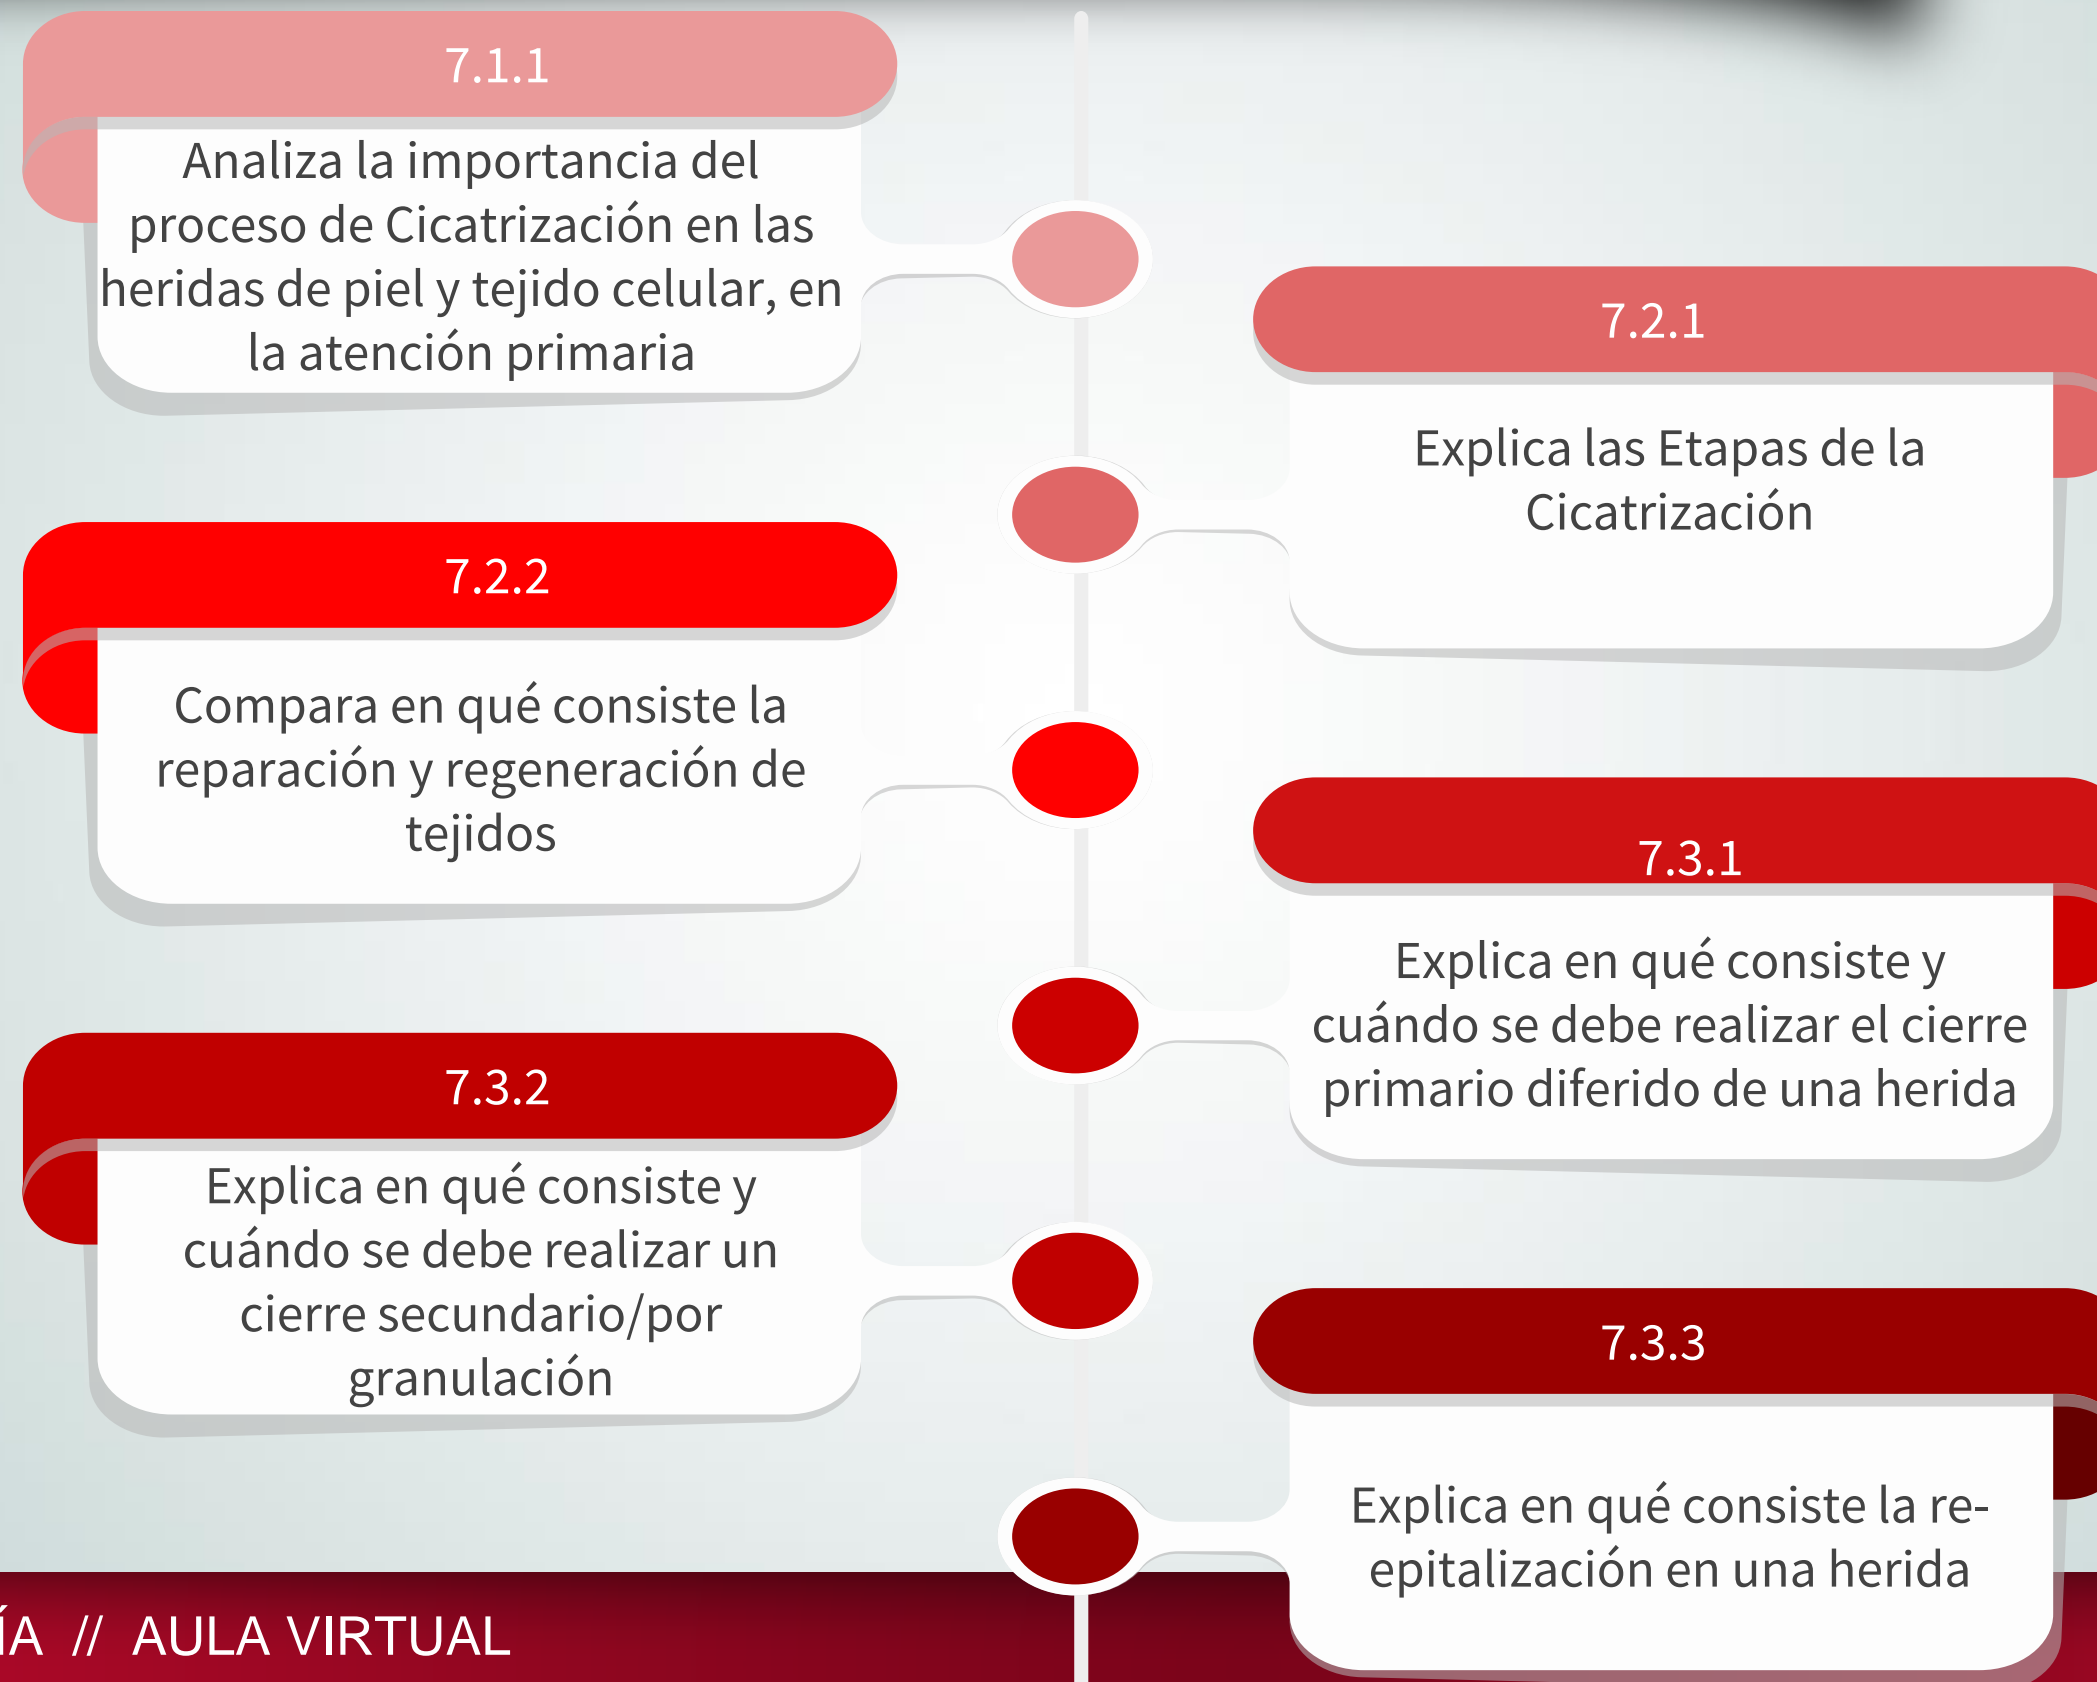 7.1.1
Analiza la importancia del
proceso de Cicatrización en las
heridas de piel y tejido celular, en
la atención primaria
7.2.1
Explica las Etapas de la
Cicatrización
7.2.2
Compara en qué consiste la
reparación y regeneración de
tejidos
7.3.1
Explica en qué consiste y
cuándo se debe realizar el cierre
primario diferido de una herida
7.3.2
Explica en qué consiste y
cuándo se debe realizar un
cierre secundario/por
granulación
7.3.3
Explica en qué consiste la re-
epitalización en una herida
ÍA // AULA VIRTUAL